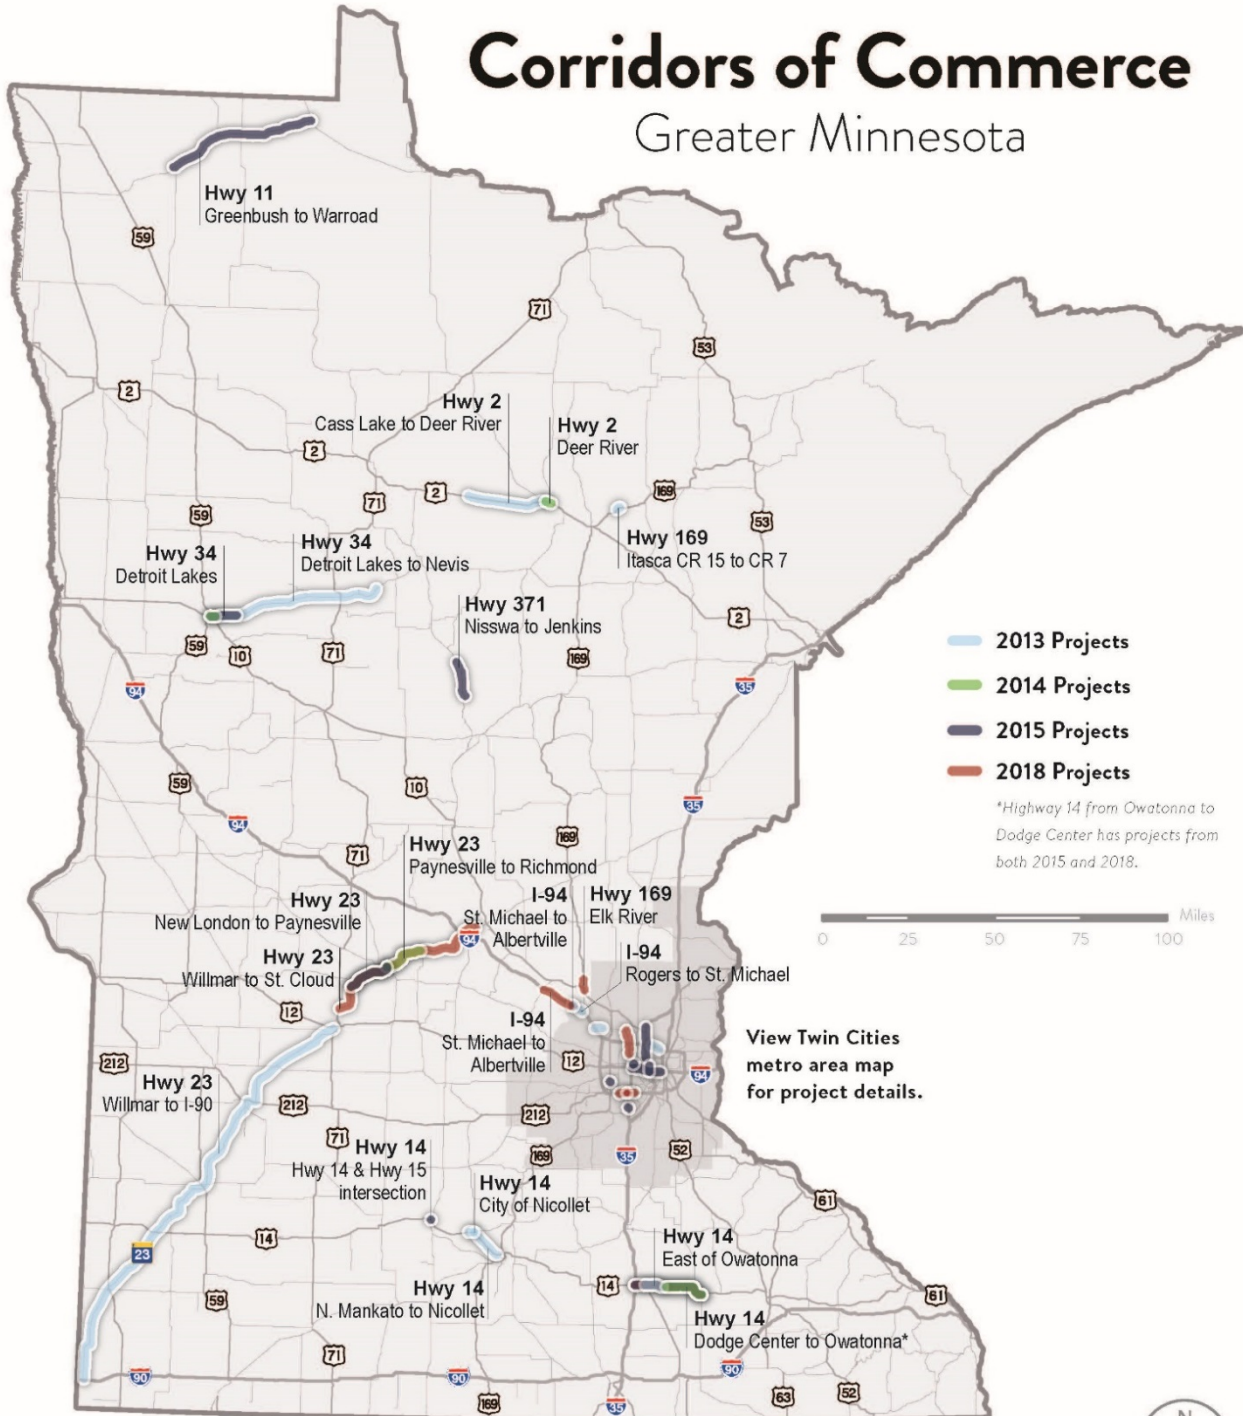 Corridors of Commerce
Greater Minnesota
Hwy 11
Greenbush to Warroad
59
71
53
2
Hwy 2
Cass Lake to Deer River
Hwy 2
Deer River
2
2
71
169
59
53
Hwy 169
Itasca CR 15 to CR 7
Hwy 34
Detroit Lakes
Hwy 34
Detroit Lakes to Nevis
Hwy 371
Nisswa to Jenkins
2
59
10
71
169
94
35
2013 Projects
2014 Projects
2015 Projects
2018 Projects
*Highway 14 from Owatonna to
Dodge Center has projects from
both 2015 and 2018.
59
10
94
35
169
71
Hwy 23
Paynesville to Richmond
Hwy 23
New London to Paynesville
I-94
St. Michael to
Albertville
Hwy 169
Elk River
Miles
0 25 50 75 100
94
Hwy 23
Willmar to St. Cloud
I-94
Rogers to St. Michael
12
I-94
St. Michael to
Albertville
View Twin Cities
metro area map
for project details.
212
12
94
Hwy 23
Willmar to I-90
212
212
71
169
35
52
Hwy 14
Hwy 14 & Hwy 15
intersection
Hwy 14
City of Nicollet
61
14
23
Hwy 14
East of Owatonna
Hwy 14
N. Mankato to Nicollet
14
59
61
Hwy 14
Dodge Center to Owatonna*
71
90
90
90
169
35
63
52
N